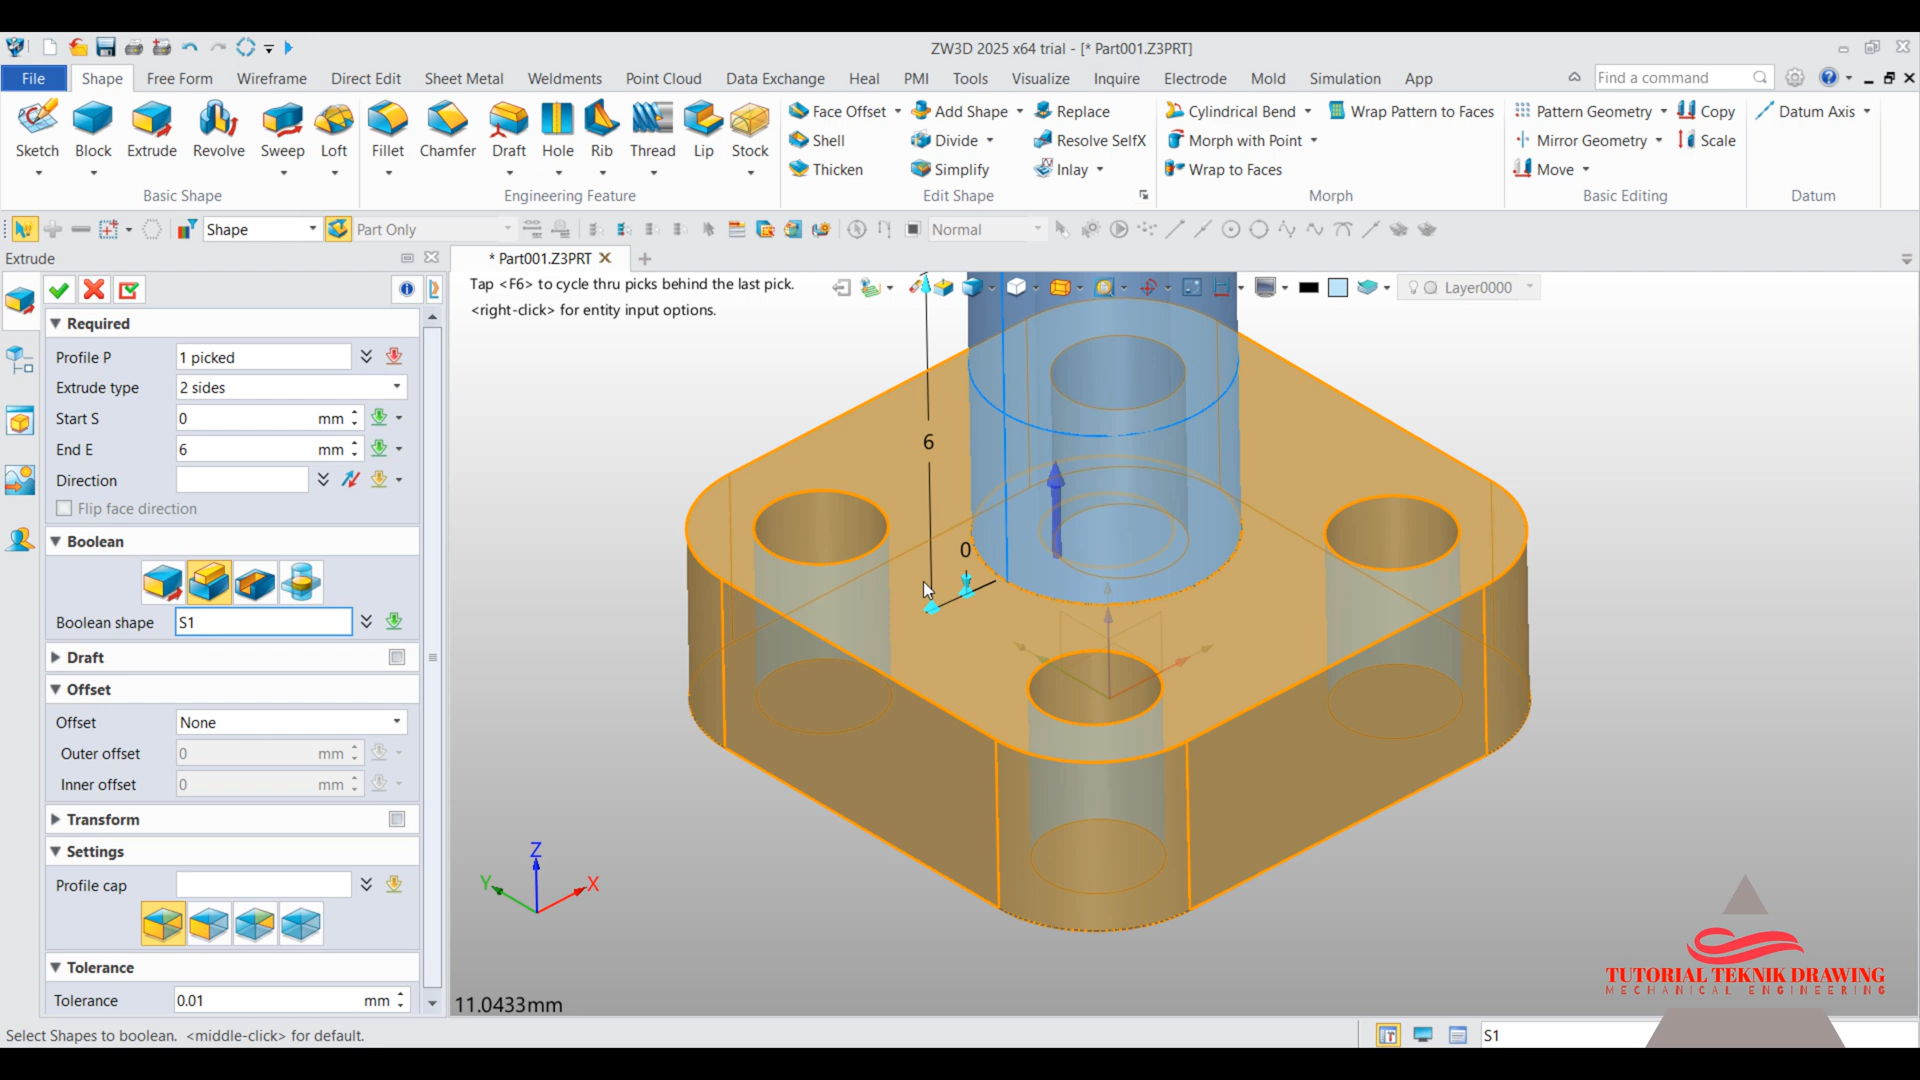 ZW3D 2025 x64 trial - [* Part001.Z3PRT]
File Shape Free Form Wireframe Direct Edit Sheet Metal Weldments Point Cloud Data Exchange Heal PMI Tools Visualize Inquire Electrode Mold Simulation App Find a command
Sketch Block Extrude Revolve Sweep Loft Fillet Chamfer Draft Hole Rib Thread Lip Stock
Face Offset Add Shape Replace Cylindrical Bend Wrap Pattern to Faces Pattern Geometry Copy Datum Axis
Shell Divide Resolve SelfX Morph with Point Mirror Geometry Scale
Thicken Simplify Inlay Wrap to Faces Move
Basic Shape Engineering Feature Edit Shape Morph Basic Editing Datum
Shape Part Only Normal
Extrude
* Part001.Z3PRT
Tap <F6> to cycle thru picks behind the last pick.
<right-click> for entity input options.
Layer0000
Required
Profile P 1 picked
Extrude type 2 sides
Start S 0 mm
End E 6 mm
Direction
Flip face direction
Boolean
Boolean shape S1
Draft
Offset
Offset None
Outer offset 0 mm
Inner offset 0 mm
Transform
Settings
Profile cap
Tolerance
Tolerance 0.01 mm
6
0
Z
Y
X
11.0433mm
TUTORIAL TEKNIK DRAWING
MECHANICAL ENGINEERING
Select Shapes to boolean. <middle-click> for default.
S1